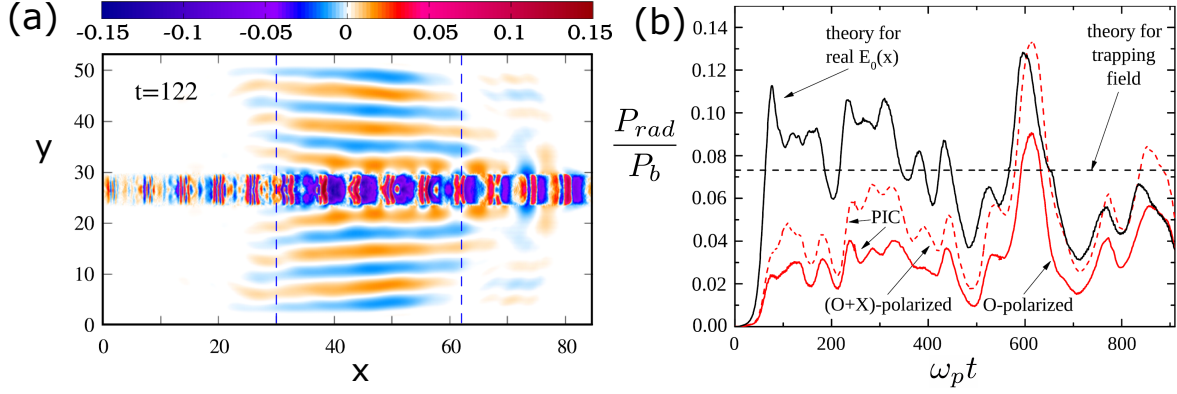 (a)
-0.15 -0.1 -0.05 0 0.05 0.1 0.15
t=122
y
50
40
30
20
10
0
0 20 40 60 80
x
(b)
P_rad
P_b
0.14
0.12
0.10
0.08
0.06
0.04
0.02
0.00
theory for
real E₀(x)
theory for
trapping
field
PIC
(O+X)-polarized
O-polarized
0 200 400 600 800
ω_p t